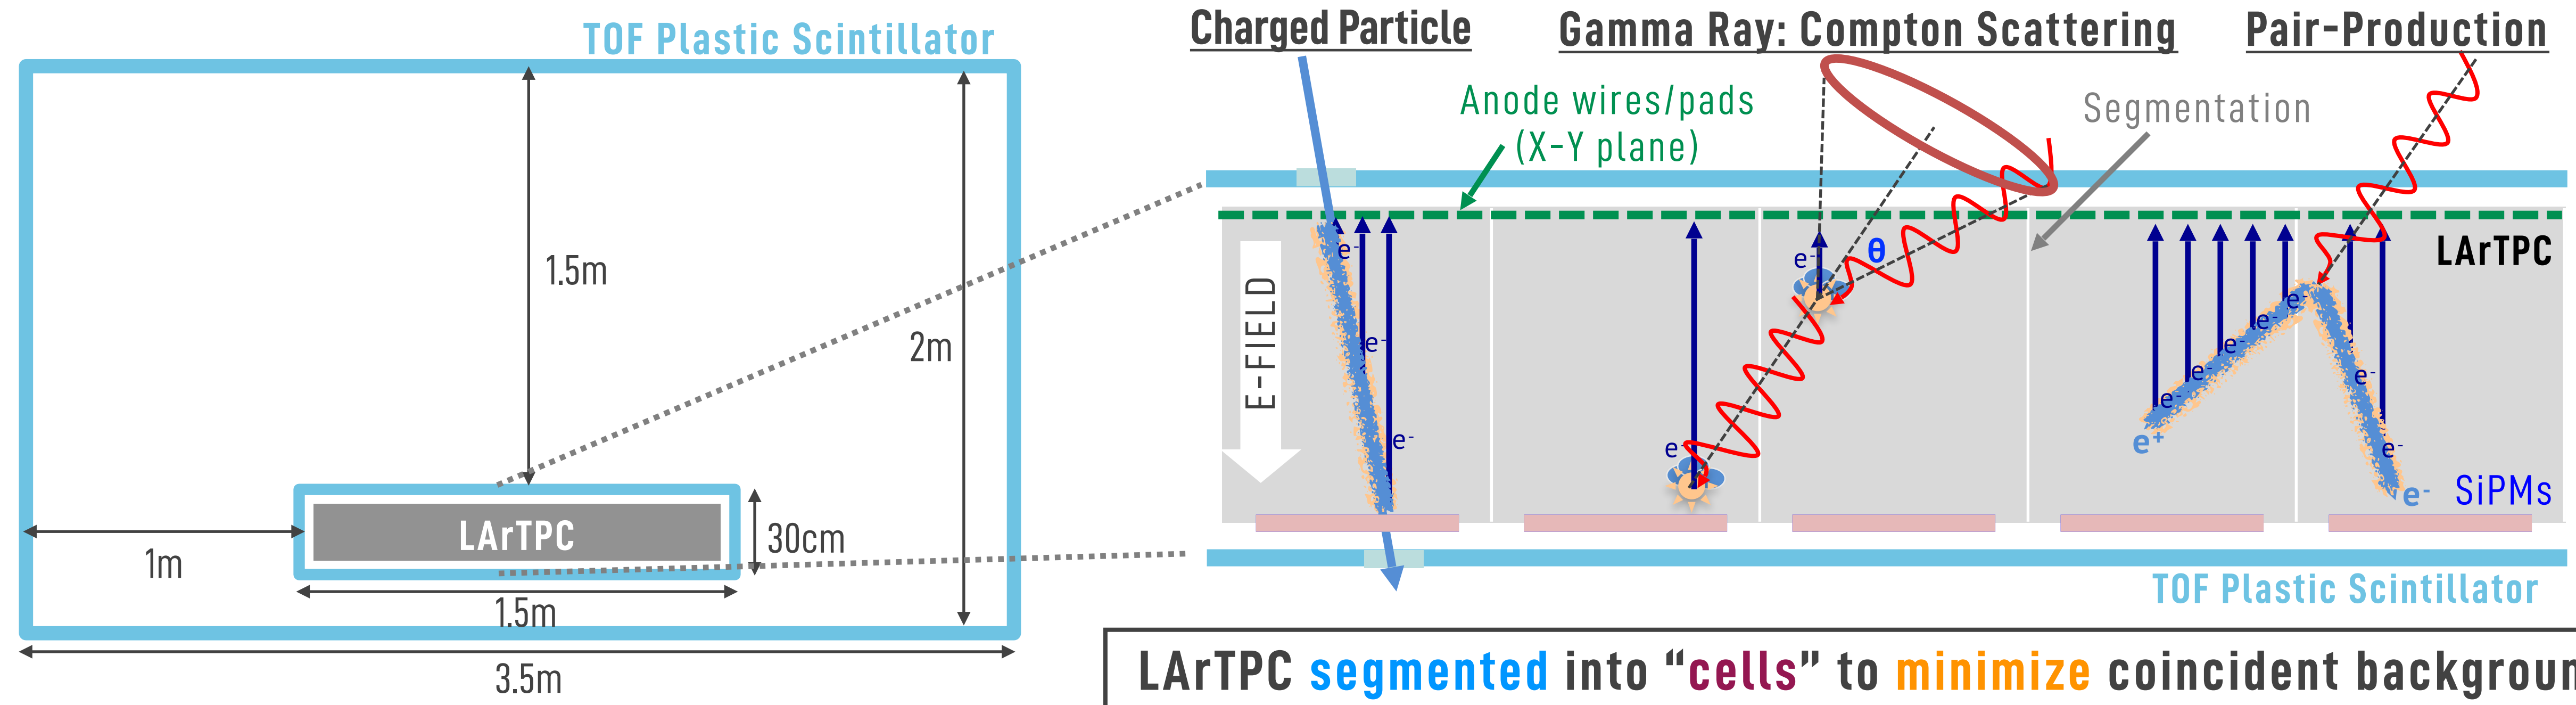 TOF Plastic Scintillator
1.5m
2m
LArTPC
30cm
1m
1.5m
3.5m
Charged Particle
Gamma Ray: Compton Scattering
Pair-Production
Anode wires/pads
(X-Y plane)
Segmentation
E-FIELD
e-
e-
e-
e-
e-
θ
LArTPC
e-
e-
e-
e-
e-
e-
e-
e+
e-
SiPMs
TOF Plastic Scintillator
LArTPC segmented into “cells” to minimize coincident